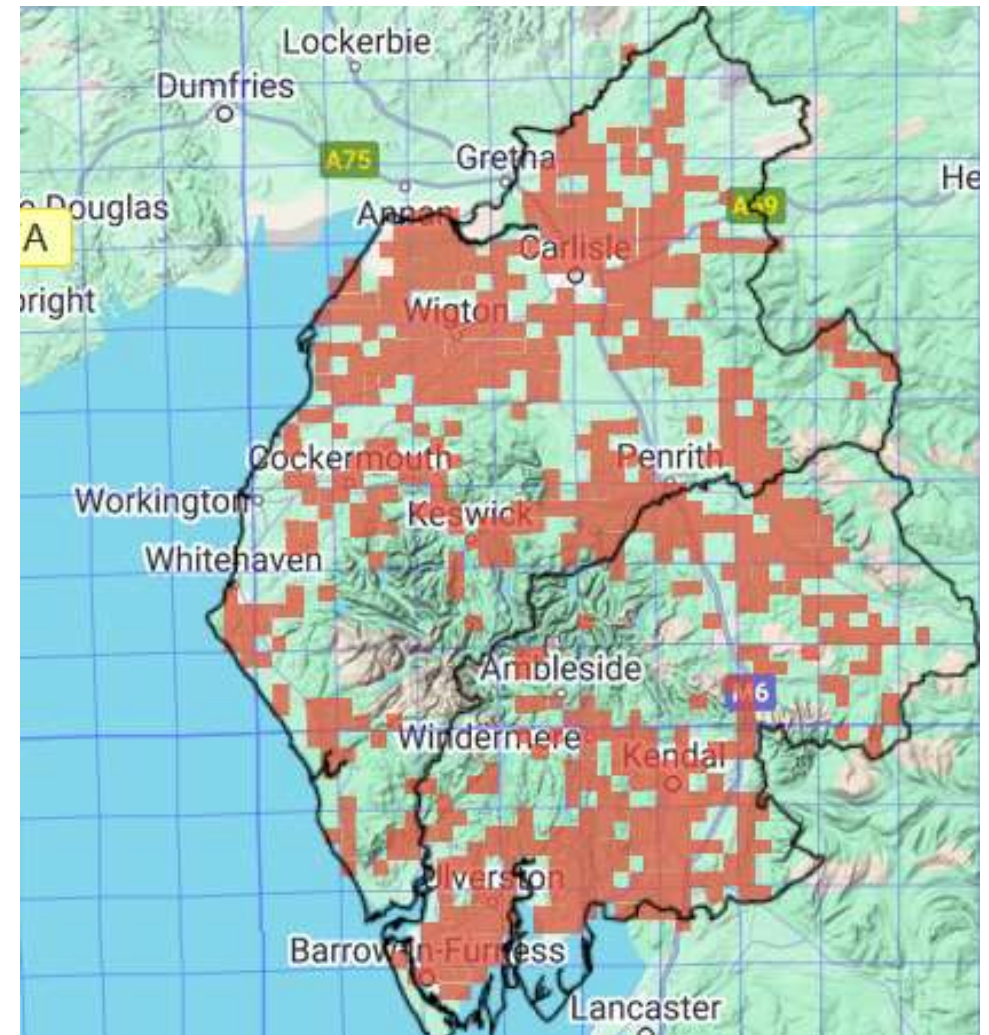 Lockerbie
Dumfries
A75
Gretna
He
e Douglas
Annan
A69
A
Carlisle
bright
Wigton
Cockermouth
Penrith
Workington
Keswick
Whitehaven
Ambleside
M6
Windermere
Kendal
Ulverston
Barrow-in-Furness
Lancaster